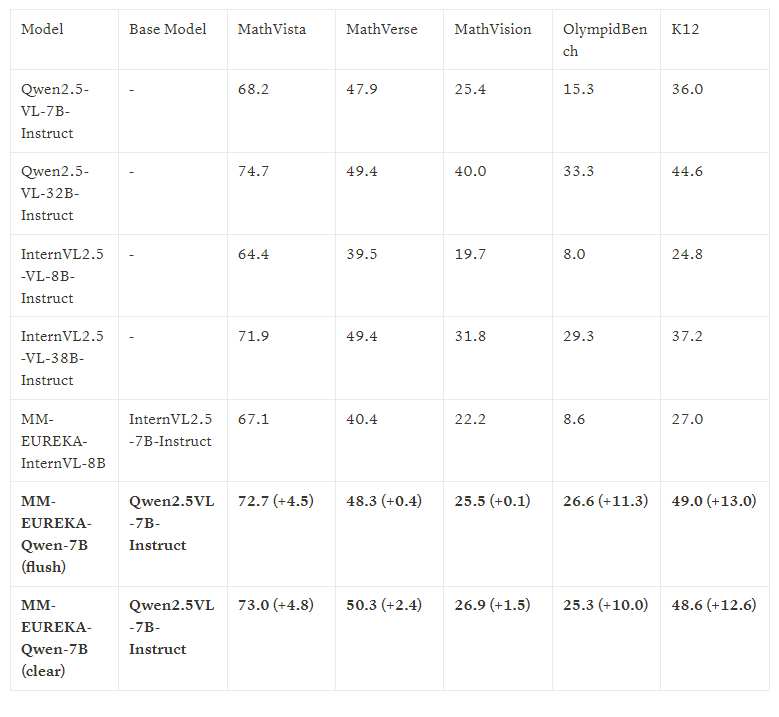 Model Base Model MathVista MathVerse MathVision OlympidBen K12
ch
Qwen2.5- - 68.2 47.9 25.4 15.3 36.0
VL-7B-
Instruct
Qwen2.5- - 74.7 49.4 40.0 33.3 44.6
VL-32B-
Instruct
InternVL2.5 - 64.4 39.5 19.7 8.0 24.8
-VL-8B-
Instruct
InternVL2.5 - 71.9 49.4 31.8 29.3 37.2
-VL-38B-
Instruct
MM- InternVL2.5 67.1 40.4 22.2 8.6 27.0
EUREKA- -7B-Instruct
InternVL-8B
MM- Qwen2.5VL 72.7 (+4.5) 48.3 (+0.4) 25.5 (+0.1) 26.6 (+11.3) 49.0 (+13.0)
EUREKA- -7B-
Qwen-7B Instruct
(flush)
MM- Qwen2.5VL 73.0 (+4.8) 50.3 (+2.4) 26.9 (+1.5) 25.3 (+10.0) 48.6 (+12.6)
EUREKA- -7B-
Qwen-7B Instruct
(clear)